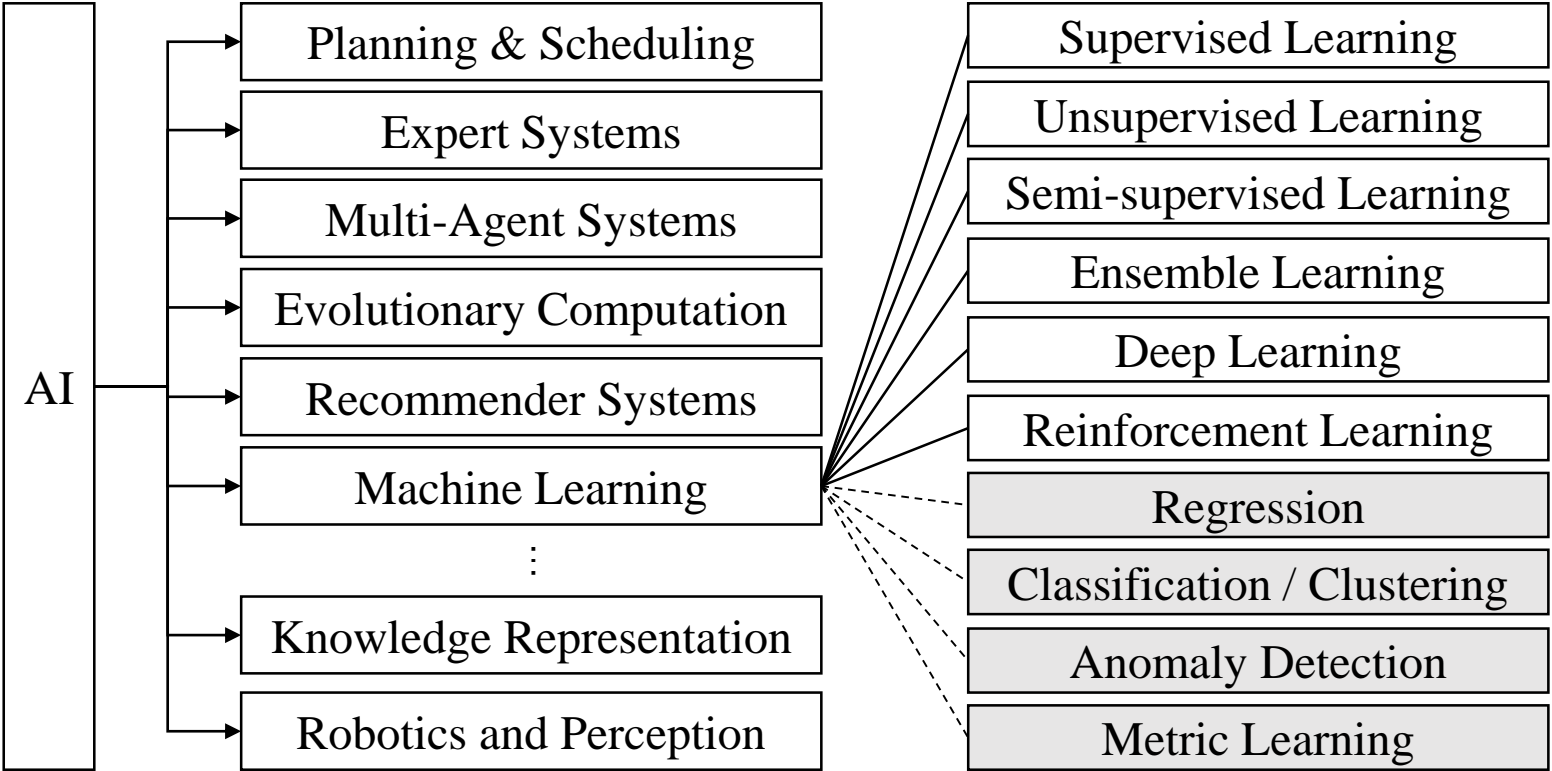 AI
Planning & Scheduling
Expert Systems
Multi-Agent Systems
Evolutionary Computation
Recommender Systems
Machine Learning
⋮
Knowledge Representation
Robotics and Perception
Supervised Learning
Unsupervised Learning
Semi-supervised Learning
Ensemble Learning
Deep Learning
Reinforcement Learning
Regression
Classification / Clustering
Anomaly Detection
Metric Learning